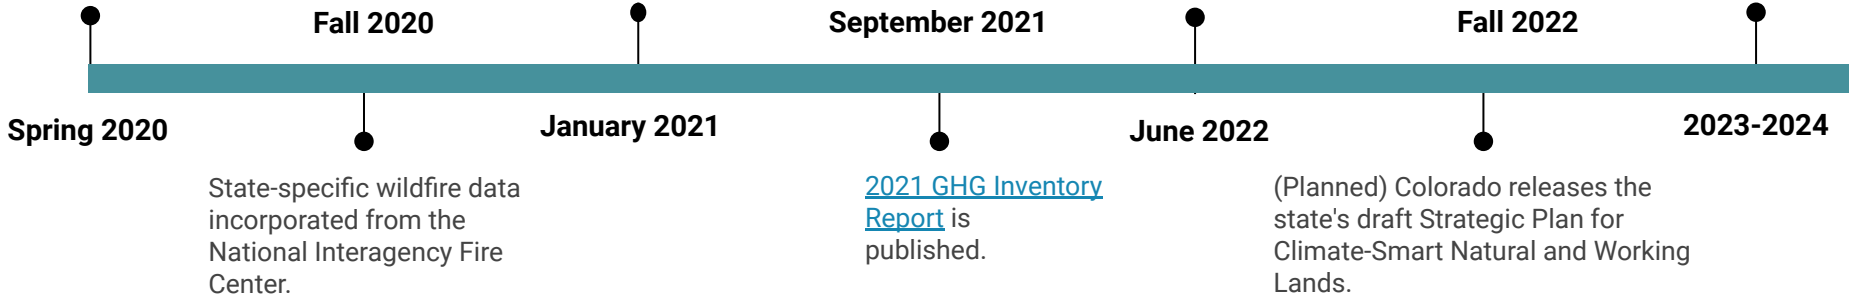 Fall 2020
September 2021
Fall 2022
Spring 2020
January 2021
June 2022
2023-2024
State-specific wildfire data
incorporated from the
National Interagency Fire
Center.
2021 GHG Inventory
Report is
published.
(Planned) Colorado releases the
state's draft Strategic Plan for
Climate-Smart Natural and Working
Lands.